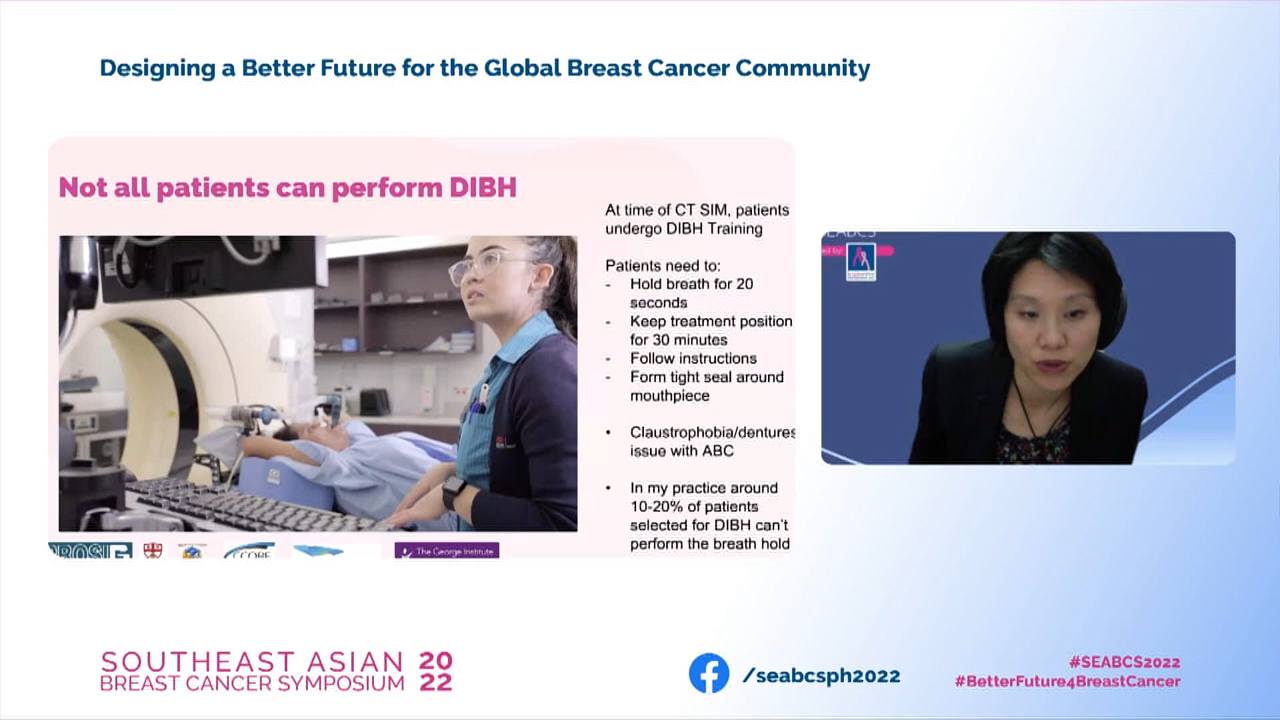 Designing a Better Future for the Global Breast Cancer Community
Not all patients can perform DIBH
At time of CT SIM, patients
undergo DIBH Training
Patients need to:
- Hold breath for 20
seconds
- Keep treatment position
for 30 minutes
- Follow instructions
- Form tight seal around
mouthpiece
• Claustrophobia/dentures
issue with ABC
• In my practice around
10-20% of patients
selected for DIBH can't
perform the breath hold
The George Institute
SOUTHEAST ASIAN
BREAST CANCER SYMPOSIUM
20
22
/seabcsph2022
#SEABCS2022
#BetterFuture4BreastCancer